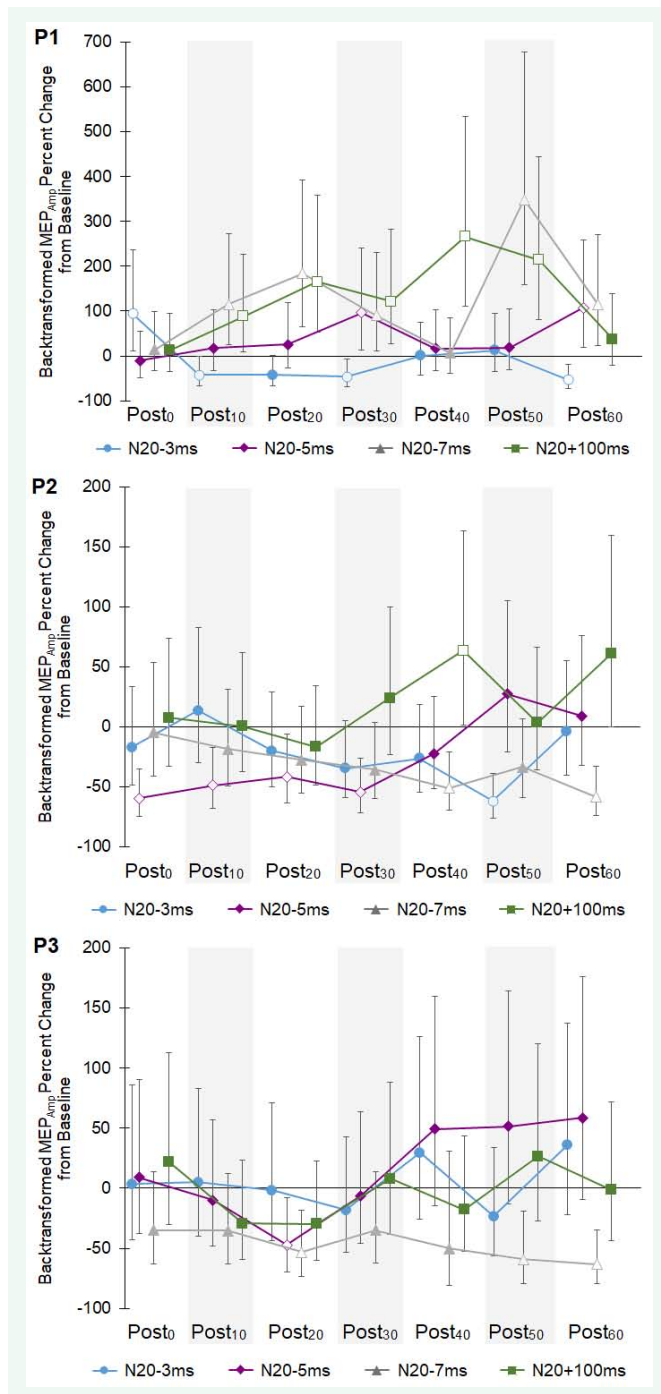 P1
Backtransformed MEPAmp Percent Change
from Baseline
700
600
500
400
300
200
100
0
-100
Post0 Post10 Post20 Post30 Post40 Post50 Post60
N20-3ms N20-5ms N20-7ms N20+100ms
P2
Backtransformed MEPAmp Percent Change
from Baseline
200
150
100
50
0
-50
-100
Post0 Post10 Post20 Post30 Post40 Post50 Post60
N20-3ms N20-5ms N20-7ms N20+100ms
P3
Backtransformed MEPAmp Percent Change
from Baseline
200
150
100
50
0
-50
-100
Post0 Post10 Post20 Post30 Post40 Post50 Post60
N20-3ms N20-5ms N20-7ms N20+100ms